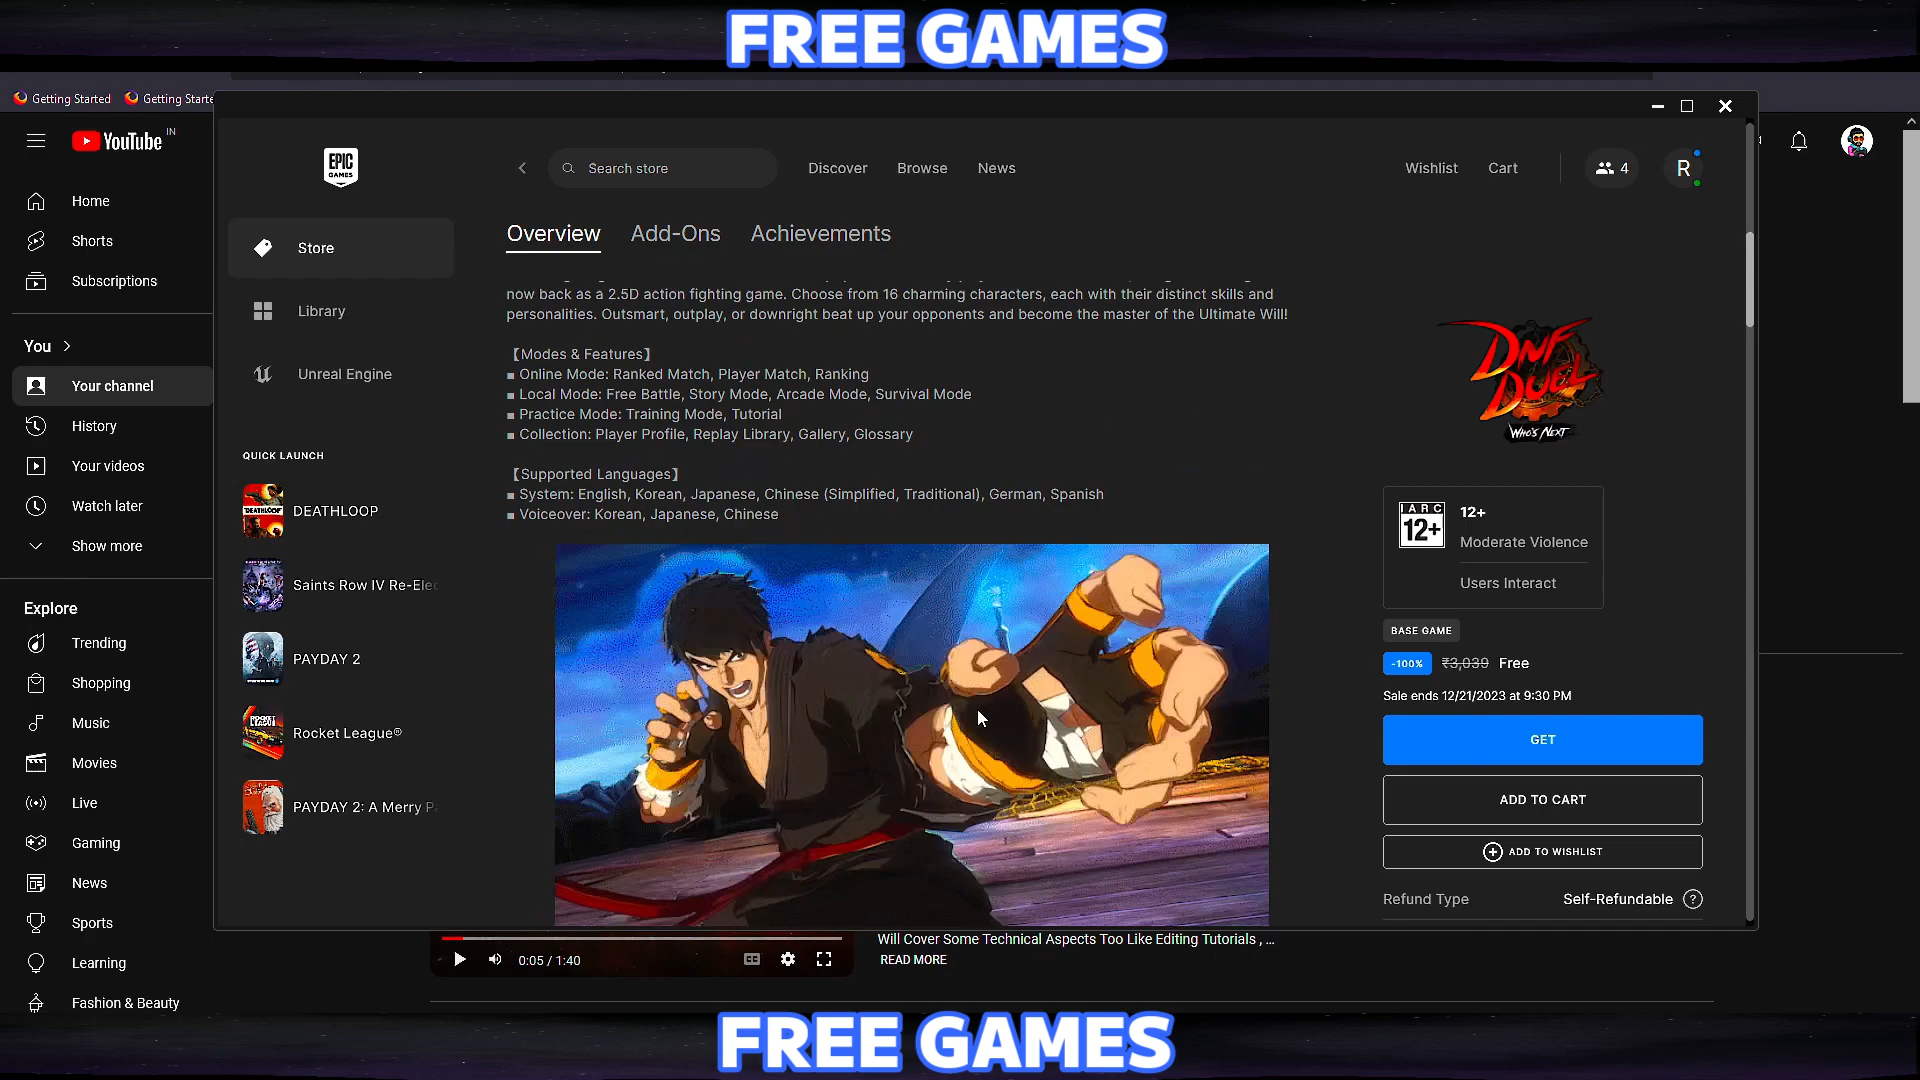 FREE GAMES
Getting Started
Getting Starte
YouTube IN
Home
Shorts
Subscriptions
You
Your channel
History
Your videos
Watch later
Show more
Explore
Trending
Shopping
Music
Movies
Live
Gaming
News
Sports
Learning
Fashion & Beauty
EPIC
GAMES
Store
Library
Unreal Engine
QUICK LAUNCH
DEATHLOOP
Saints Row IV Re-Elec
PAYDAY 2
Rocket League®
PAYDAY 2: A Merry Pa
Search store
Discover
Browse
News
Wishlist
Cart
4
R
Overview
Add-Ons
Achievements
now back as a 2.5D action fighting game. Choose from 16 charming characters, each with their distinct skills and
personalities. Outsmart, outplay, or downright beat up your opponents and become the master of the Ultimate Will!
【Modes & Features】
■ Online Mode: Ranked Match, Player Match, Ranking
■ Local Mode: Free Battle, Story Mode, Arcade Mode, Survival Mode
■ Practice Mode: Training Mode, Tutorial
■ Collection: Player Profile, Replay Library, Gallery, Glossary
【Supported Languages】
■ System: English, Korean, Japanese, Chinese (Simplified, Traditional), German, Spanish
■ Voiceover: Korean, Japanese, Chinese
DNF
DUEL
WHO'S NEXT
IARC
12+
12+
Moderate Violence
Users Interact
BASE GAME
-100% ₹3,039 Free
Sale ends 12/21/2023 at 9:30 PM
GET
ADD TO CART
ADD TO WISHLIST
Refund Type
Self-Refundable ?
0:05 / 1:40
CC
Will Cover Some Technical Aspects Too Like Editing Tutorials , ...
READ MORE
FREE GAMES